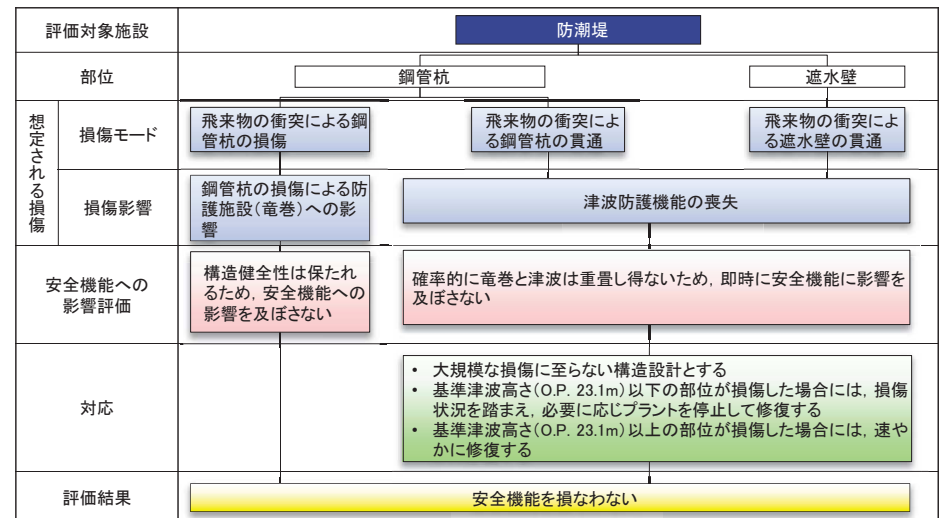 評価対象施設
防潮堤
部位
鋼管杭
遮水壁
想定される損傷
損傷モード
飛来物の衝突による鋼
管杭の損傷
飛来物の衝突によ
る鋼管杭の貫通
飛来物の衝突によ
る遮水壁の貫通
損傷影響
鋼管杭の損傷による防
護施設(竜巻)への影
響
津波防護機能の喪失
安全機能への
影響評価
構造健全性は保たれ
るため,安全機能への
影響を及ぼさない
確率的に竜巻と津波は重畳し得ないため,即時に安全機能に影響を
及ぼさない
対応
• 大規模な損傷に至らない構造設計とする
• 基準津波高さ(O.P. 23.1m)以下の部位が損傷した場合には,損傷
状況を踏まえ,必要に応じプラントを停止して修復する
• 基準津波高さ(O.P. 23.1m)以上の部位が損傷した場合には,速や
かに修復する
評価結果
安全機能を損なわない